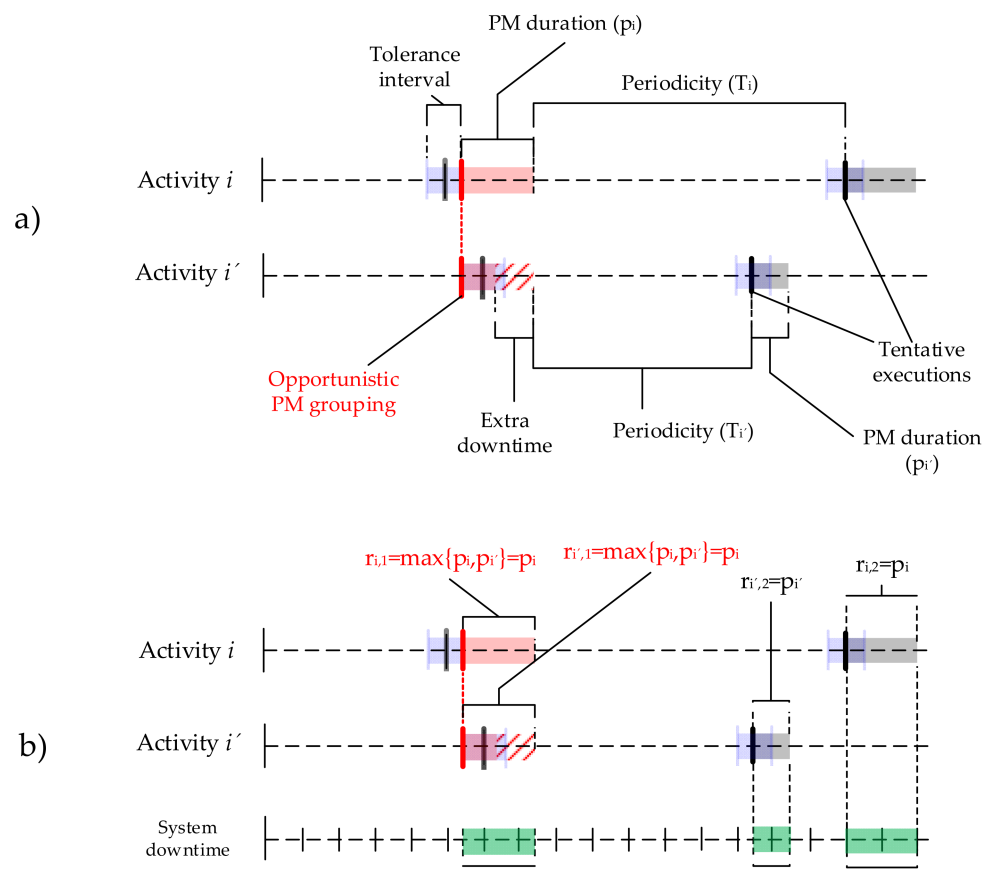 PM duration (pi)
Tolerance
interval
Periodicity (Ti)
Activity i
a)
Activity i´
Opportunistic
PM grouping
Extra
downtime
Periodicity (Ti´)
Tentative
executions
PM duration
(pi´)
ri,1=max{pi,pi´}=pi
ri´,1=max{pi,pi´}=pi
ri´,2=pi´
ri,2=pi
Activity i
b)
Activity i´
System
downtime